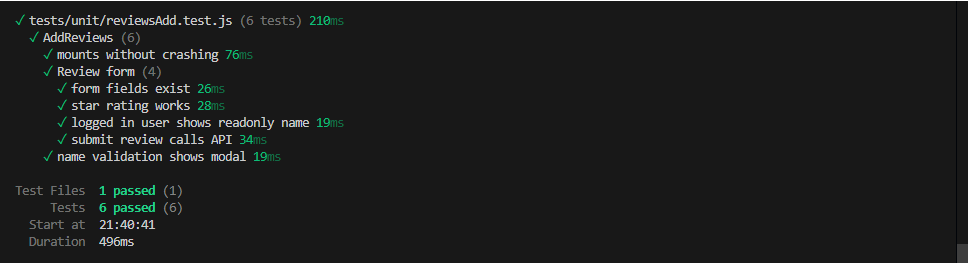 ✓ tests/unit/reviewsAdd.test.js (6 tests) 210ms
✓ AddReviews (6)
✓ mounts without crashing 76ms
✓ Review form (4)
✓ form fields exist 26ms
✓ star rating works 28ms
✓ logged in user shows readonly name 19ms
✓ submit review calls API 34ms
✓ name validation shows modal 19ms
Test Files 1 passed (1)
Tests 6 passed (6)
Start at 21:40:41
Duration 496ms